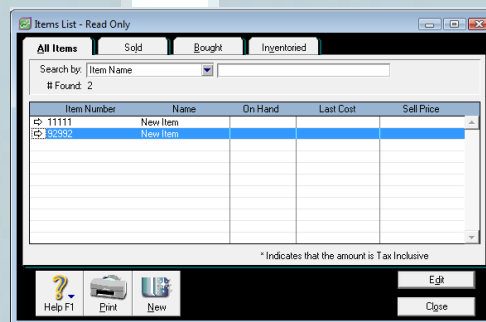 Items List - Read Only
All Items Sold Bought Inventoried
Search by: Item Name
# Found: 2
Item Number Name On Hand Last Cost Sell Price
11111 New Item
92992 New Item
* Indicates that the amount is Tax Inclusive
Edit
Help F1 Print New
Close